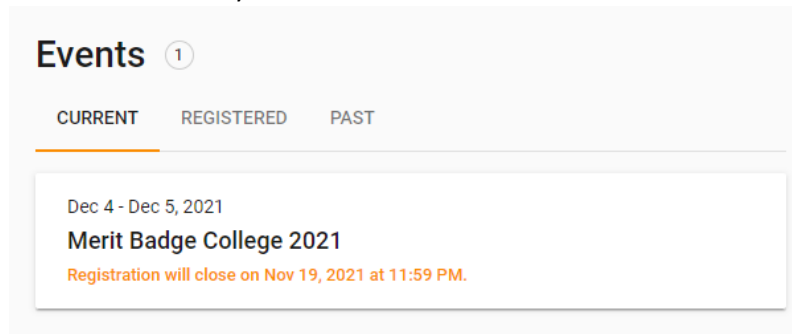 Events 1
CURRENT REGISTERED PAST
Dec 4 - Dec 5, 2021
Merit Badge College 2021
Registration will close on Nov 19, 2021 at 11:59 PM.